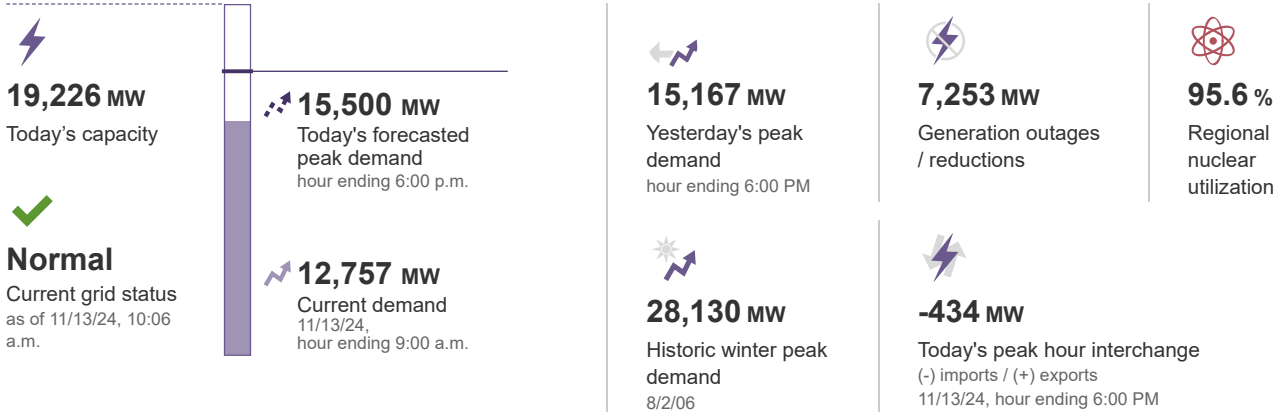 19,226 MW
Today's capacity
Normal
Current grid status
as of 11/13/24, 10:06
a.m.
15,500 MW
Today's forecasted
peak demand
hour ending 6:00 p.m.
12,757 MW
Current demand
11/13/24,
hour ending 9:00 a.m.
15,167 MW
Yesterday's peak
demand
hour ending 6:00 PM
7,253 MW
Generation outages
/ reductions
95.6 %
Regional
nuclear
utilization
28,130 MW
Historic winter peak
demand
8/2/06
-434 MW
Today's peak hour interchange
(-) imports / (+) exports
11/13/24, hour ending 6:00 PM